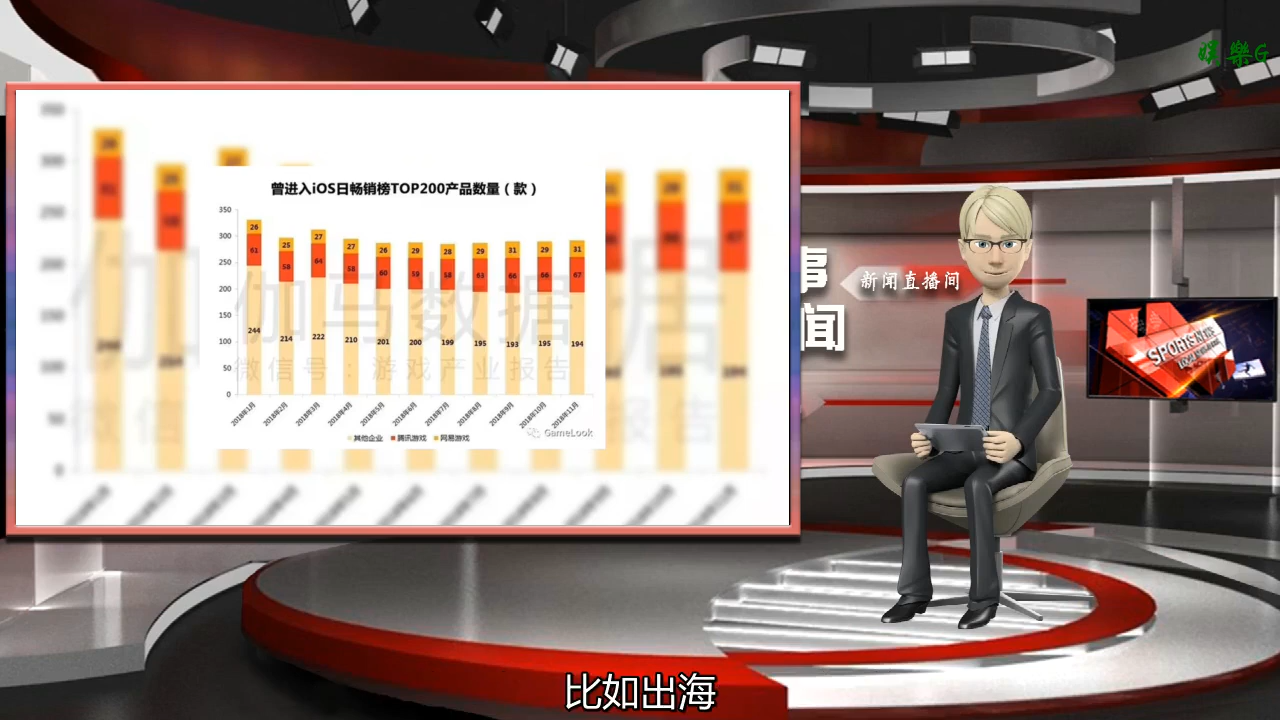 娱樂G
曾进入iOS日畅销榜TOP200产品数量（款）
350
300
250
200
150
100
50
0
26 25 27 27 26 29 28 29 31 29 31
61 58 64 58 60 59 58 63 66 66 67
244 214 222 210 201 200 199 195 193 195 194
伽马数据
微信号：游戏产业报告
2018年1月 2018年2月 2018年3月 2018年4月 2018年5月 2018年6月 2018年7月 2018年8月 2018年9月 2018年10月 2018年11月
其他企业 腾讯游戏 网易游戏
GameLook
事
闻
新闻直播间
SPORTS
比如出海